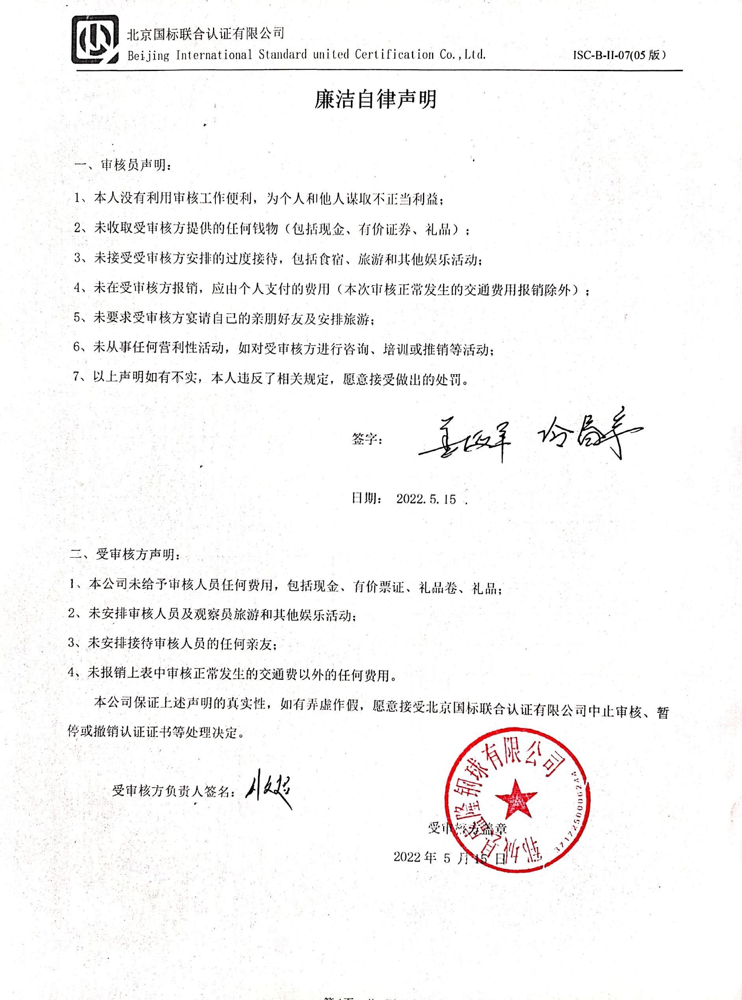 北京国标联合认证有限公司
Beijing International Standard united Certification Co.,Ltd.
ISC-B-II-07(05 版)
廉洁自律声明
一、审核员声明:
1、本人没有利用审核工作便利，为个人和他人谋取不正当利益;
2、未收取受审核方提供的任何钱物（包括现金、有价证券、礼品）;
3、未接受受审核方安排的过度接待，包括食宿、旅游和其他娱乐活动;
4、未在受审核方报销，应由个人支付的费用（本次审核正常发生的交通费用报销除外）;
5、未要求受审核方宴请自己的亲朋好友及安排旅游;
6、未从事任何营利性活动，如对受审核方进行咨询、培训或推销等活动;
7、以上声明如有不实，本人违反了相关规定，愿意接受做出的处罚。
签字:
日期: 2022.5.15
二、受审核方声明:
1、本公司未给予审核人员任何费用，包括现金、有价票证、礼品卷、礼品;
2、未安排审核人员及观察员旅游和其他娱乐活动;
3、未安排接待审核人员的任何亲友;
4、未报销上表中审核正常发生的交通费以外的任何费用。
本公司保证上述声明的真实性，如有弄虚作假，愿意接受北京国标联合认证有限公司中止审核、暂
停或撤销认证证书等处理决定。
受审核方负责人签名:
隆钢球有限公司
受审核方盖章
2022 年 5 月 15 日